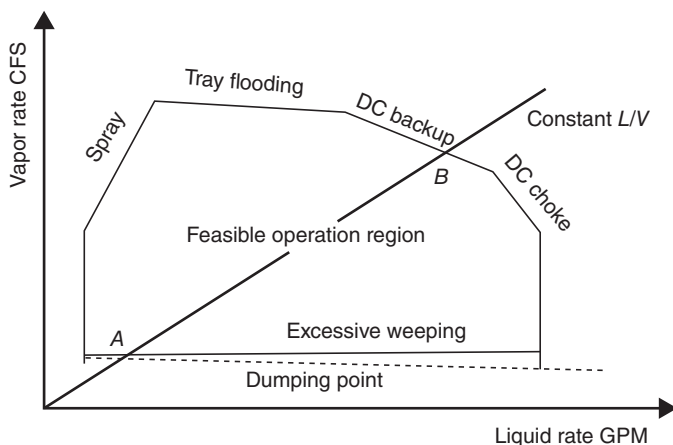 Vapor rate CFS
Spray
Tray flooding
DC backup
Constant L/V
B
DC choke
Feasible operation region
A
Excessive weeping
Dumping point
Liquid rate GPM